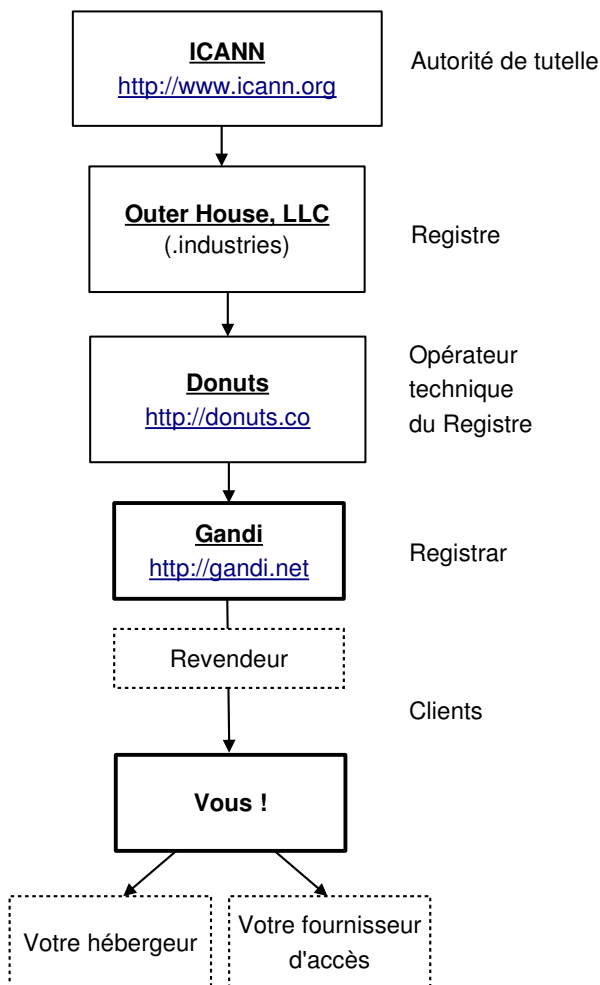 ICANN
http://www.icann.org
Autorité de tutelle
Outer House, LLC
(.industries)
Registre
Donuts
http://donuts.co
Opérateur
technique
du Registre
Gandi
http://gandi.net
Registrar
Revendeur
Clients
Vous !
Votre hébergeur
Votre fournisseur
d'accès